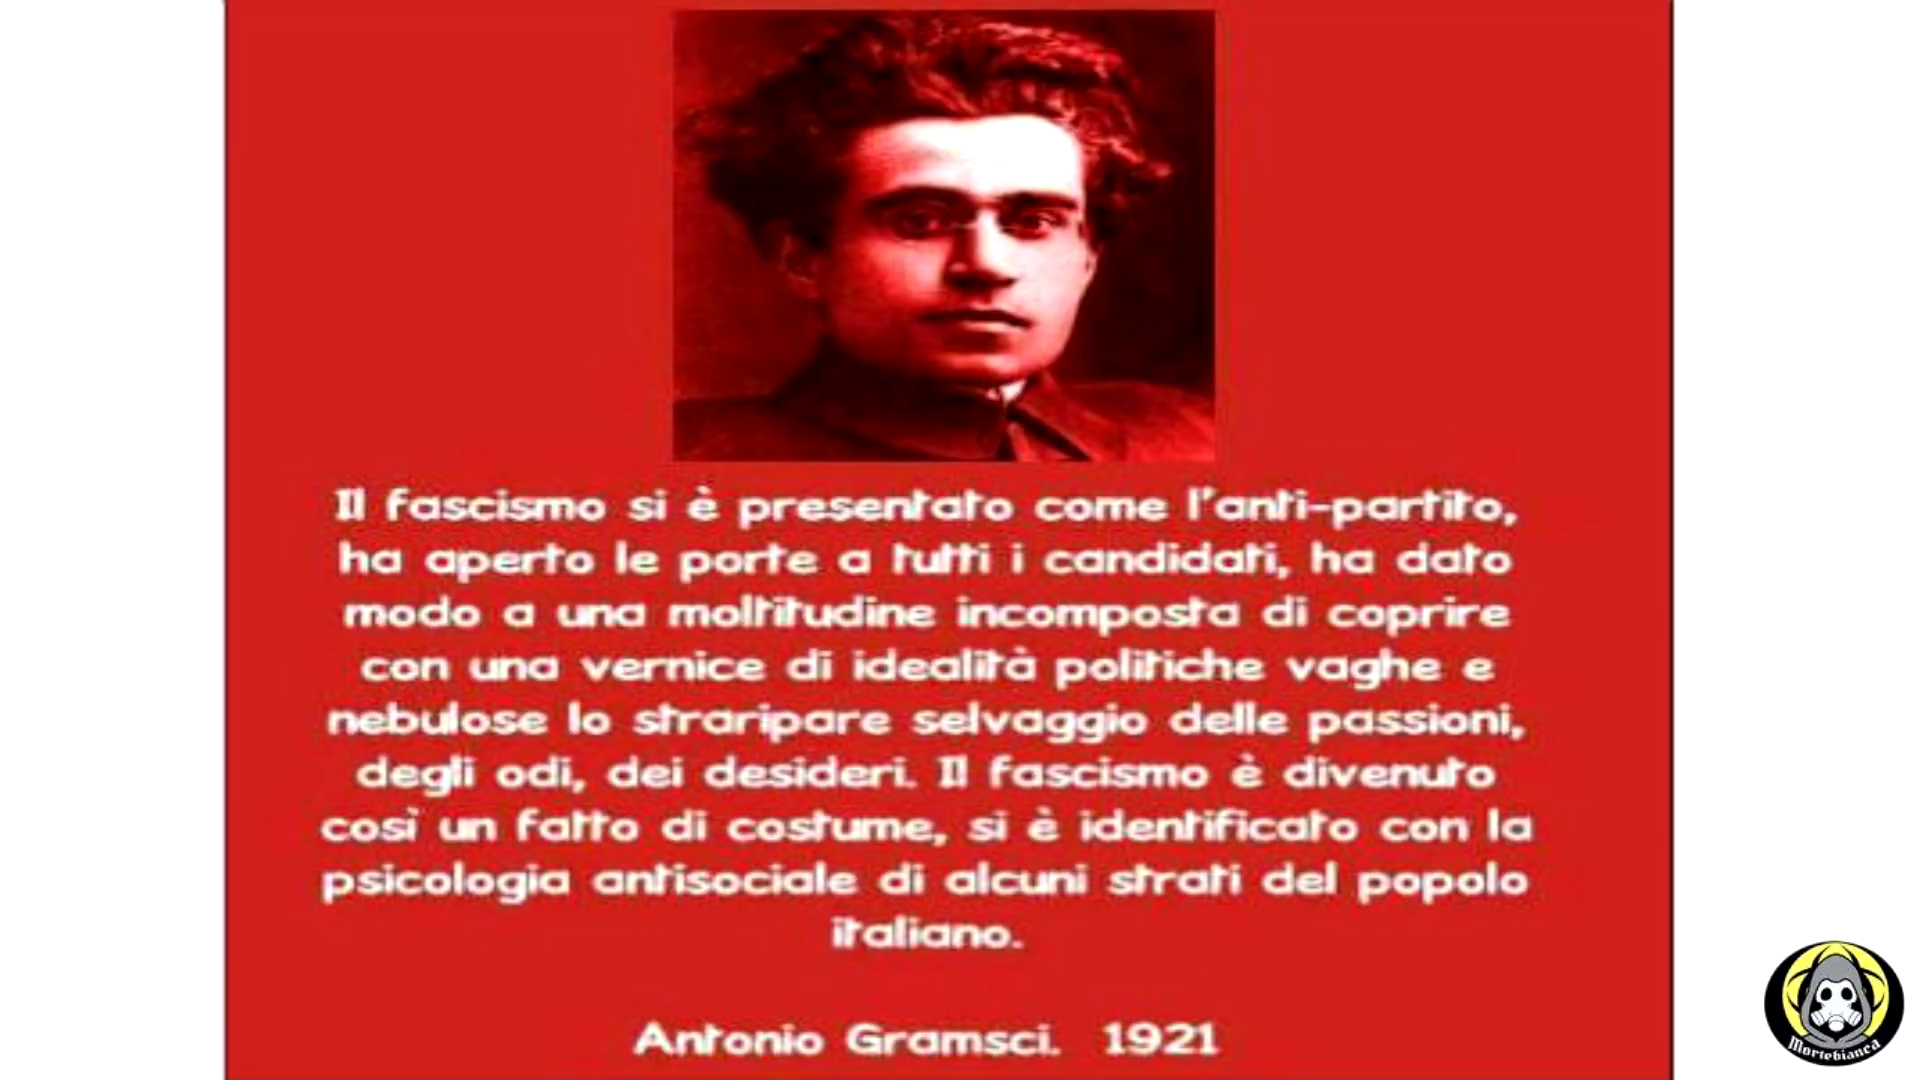 Il fascismo si è presentato come l'anti-partito,
ha aperto le porte a tutti i candidati, ha dato
modo a una moltitudine incomposta di coprire
con una vernice di idealità politiche vaghe e
nebulose lo straripare selvaggio delle passioni,
degli odi, dei desideri. Il fascismo è divenuto
così un fatto di costume, si è identificato con la
psicologia antisociale di alcuni strati del popolo
italiano.
Antonio Gramsci. 1921
Mortebianca